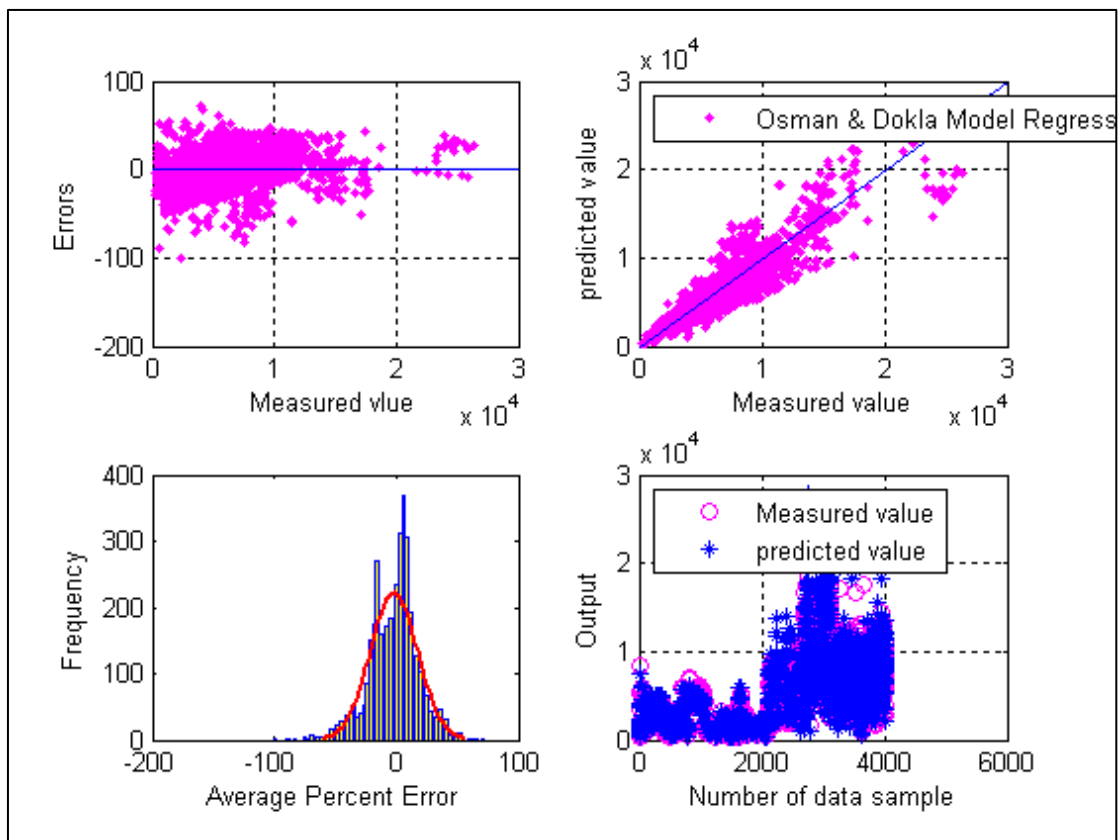 100
0
-100
-200
Errors
0
1
2
3
Measured vlue
x 10^4
x 10^4
3
2
1
0
predicted value
Osman & Dokla Model Regress
0
1
2
3
Measured value
x 10^4
400
300
200
100
0
Frequency
-200
-100
0
100
Average Percent Error
x 10^4
3
2
1
0
Output
Measured value
predicted value
0
2000
4000
6000
Number of data sample